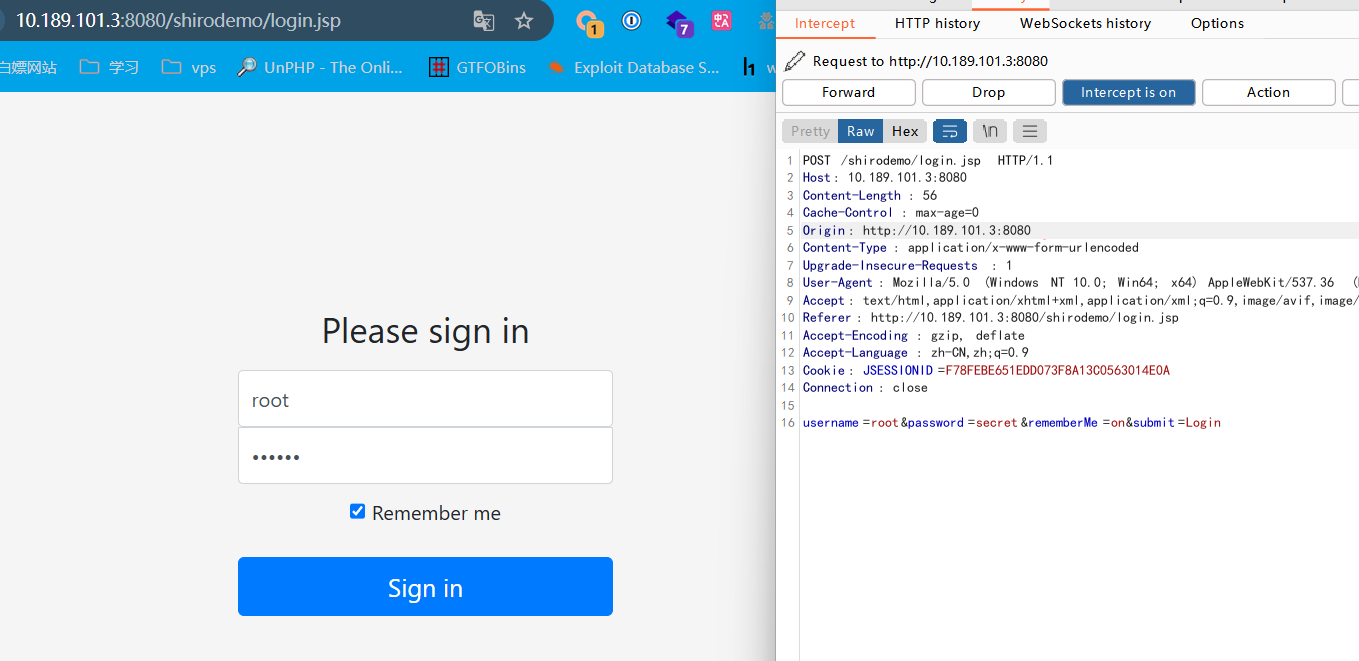 10.189.101.3:8080/shirodemo/login.jsp
1
7
白嫖网站
学习
vps
UnPHP - The Onli...
GTFOBins
Exploit Database S...
Please sign in
root
••••••
Remember me
Sign in
Intercept
HTTP history
WebSockets history
Options
Request to http://10.189.101.3:8080
Forward
Drop
Intercept is on
Action
Pretty
Raw
Hex
\n
1 POST /shirodemo/login.jsp HTTP/1.1
2 Host: 10.189.101.3:8080
3 Content-Length : 56
4 Cache-Control : max-age=0
5 Origin: http://10.189.101.3:8080
6 Content-Type : application/x-www-form-urlencoded
7 Upgrade-Insecure-Requests : 1
8 User-Agent : Mozilla/5.0 (Windows NT 10.0; Win64; x64) AppleWebKit/537.36
9 Accept: text/html,application/xhtml+xml,application/xml;q=0.9,image/avif,image/
10 Referer: http://10.189.101.3:8080/shirodemo/login.jsp
11 Accept-Encoding : gzip, deflate
12 Accept-Language : zh-CN,zh;q=0.9
13 Cookie: JSESSIONID=F78FEBE651EDD073F8A13C0563014E0A
14 Connection : close
15
16 username=root&password=secret&rememberMe=on&submit=Login